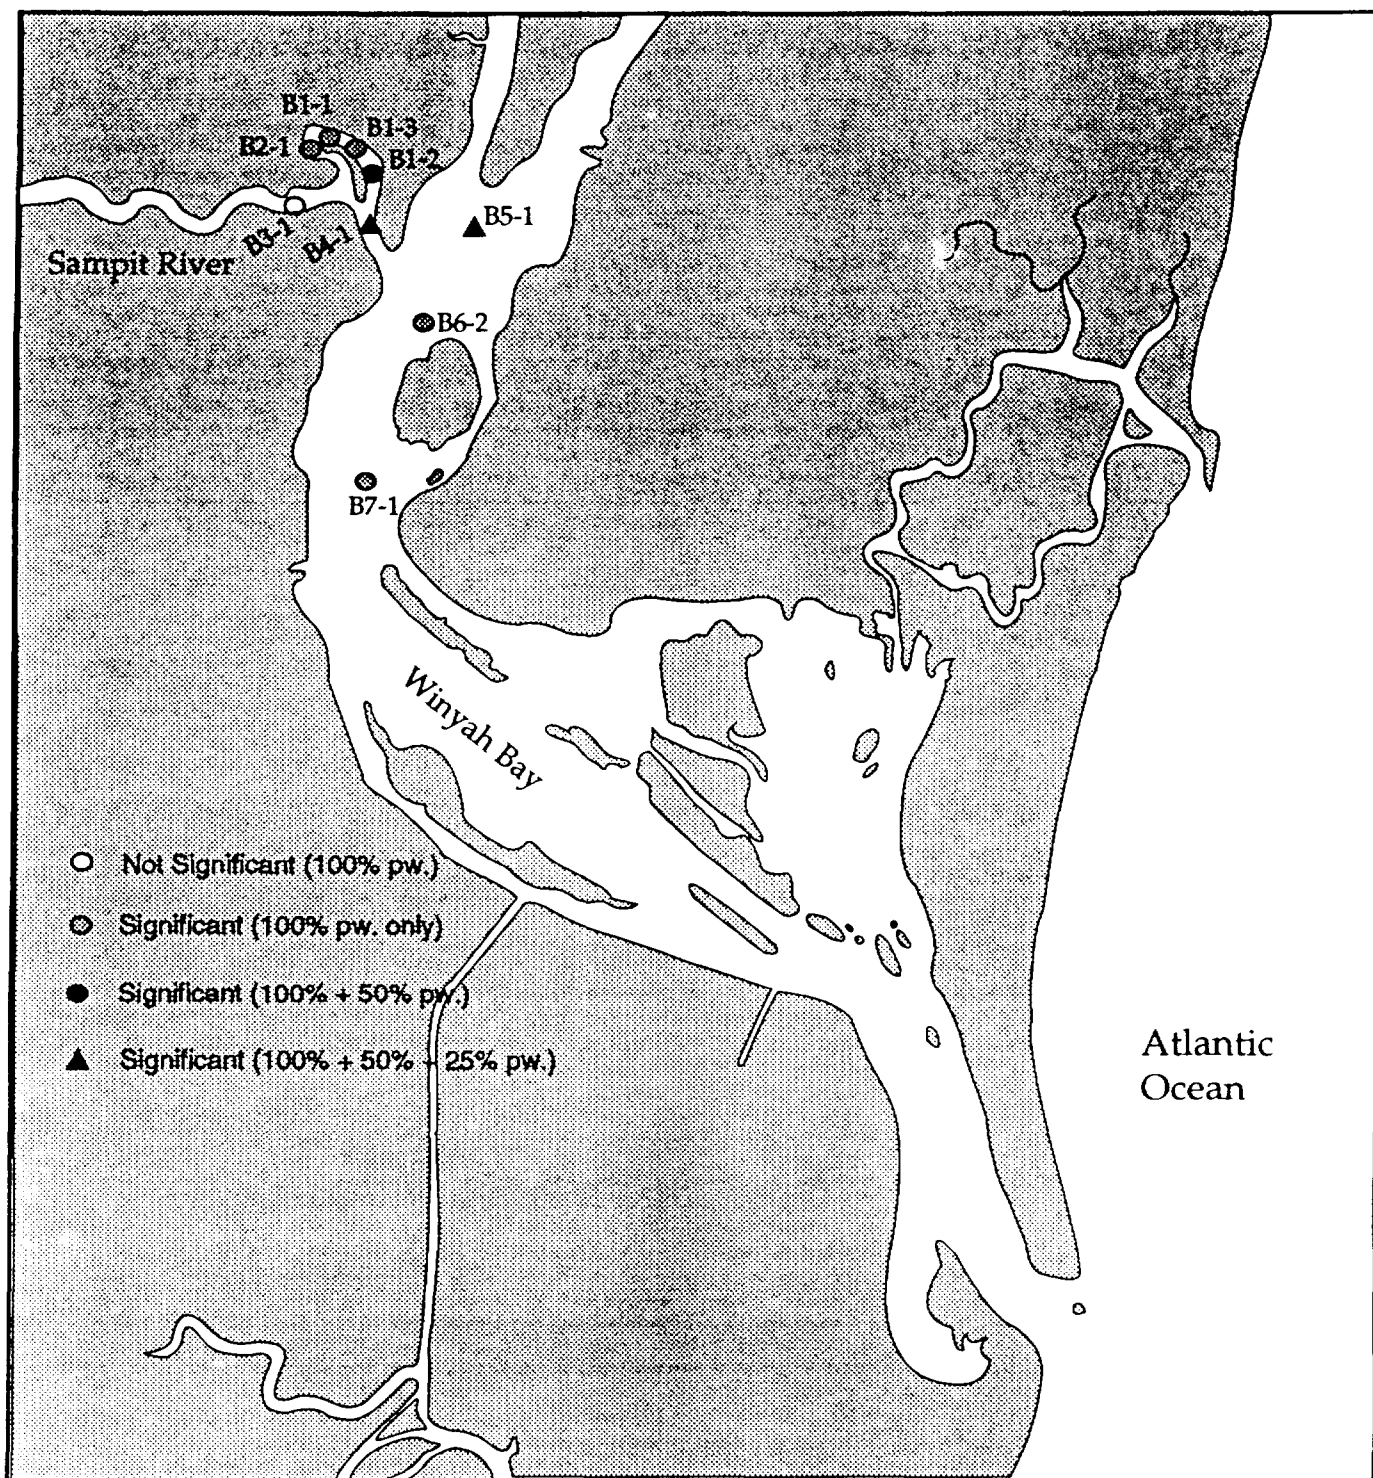 B1-1
B1-3
B2-1
B1-2
B3-1
B4-1
B5-1
Sampit River
B6-2
B7-1
Winyah Bay
Not Significant (100% pw.)
Significant (100% pw. only)
Significant (100% + 50% pw.)
Significant (100% + 50% + 25% pw.)
Atlantic
Ocean